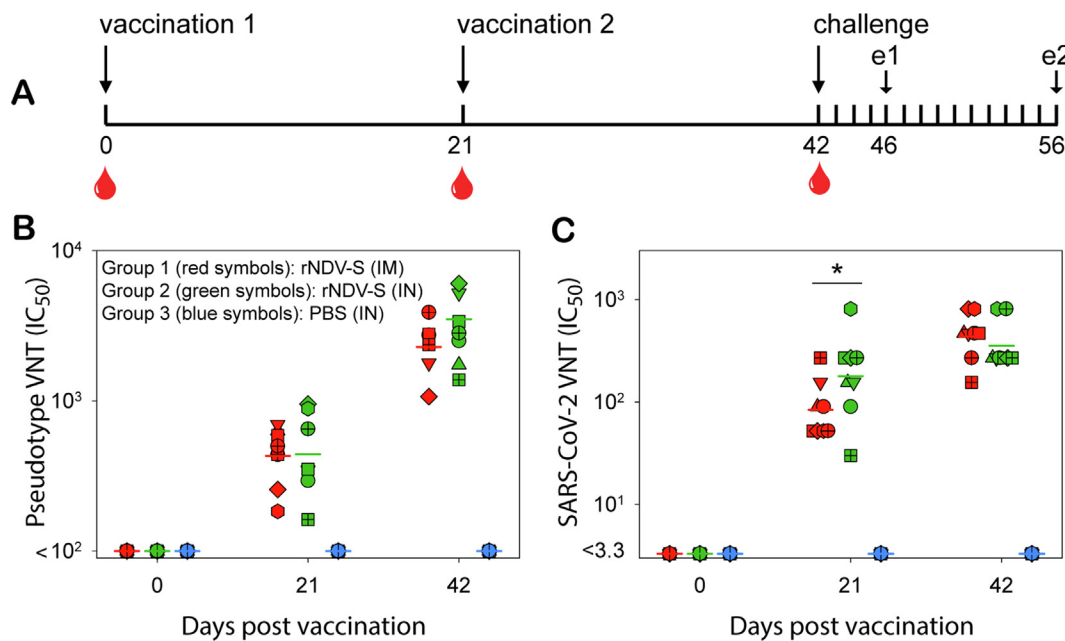 vaccination 1
vaccination 2
challenge
e1
e2
A
0
21
42
46
56
B
10⁴
Group 1 (red symbols): rNDV-S (IM)
Group 2 (green symbols): rNDV-S (IN)
Group 3 (blue symbols): PBS (IN)
10³
< 10²
Pseudotype VNT (IC₅₀)
0
21
42
Days post vaccination
C
*
10³
10²
10¹
<3.3
SARS-CoV-2 VNT (IC₅₀)
0
21
42
Days post vaccination